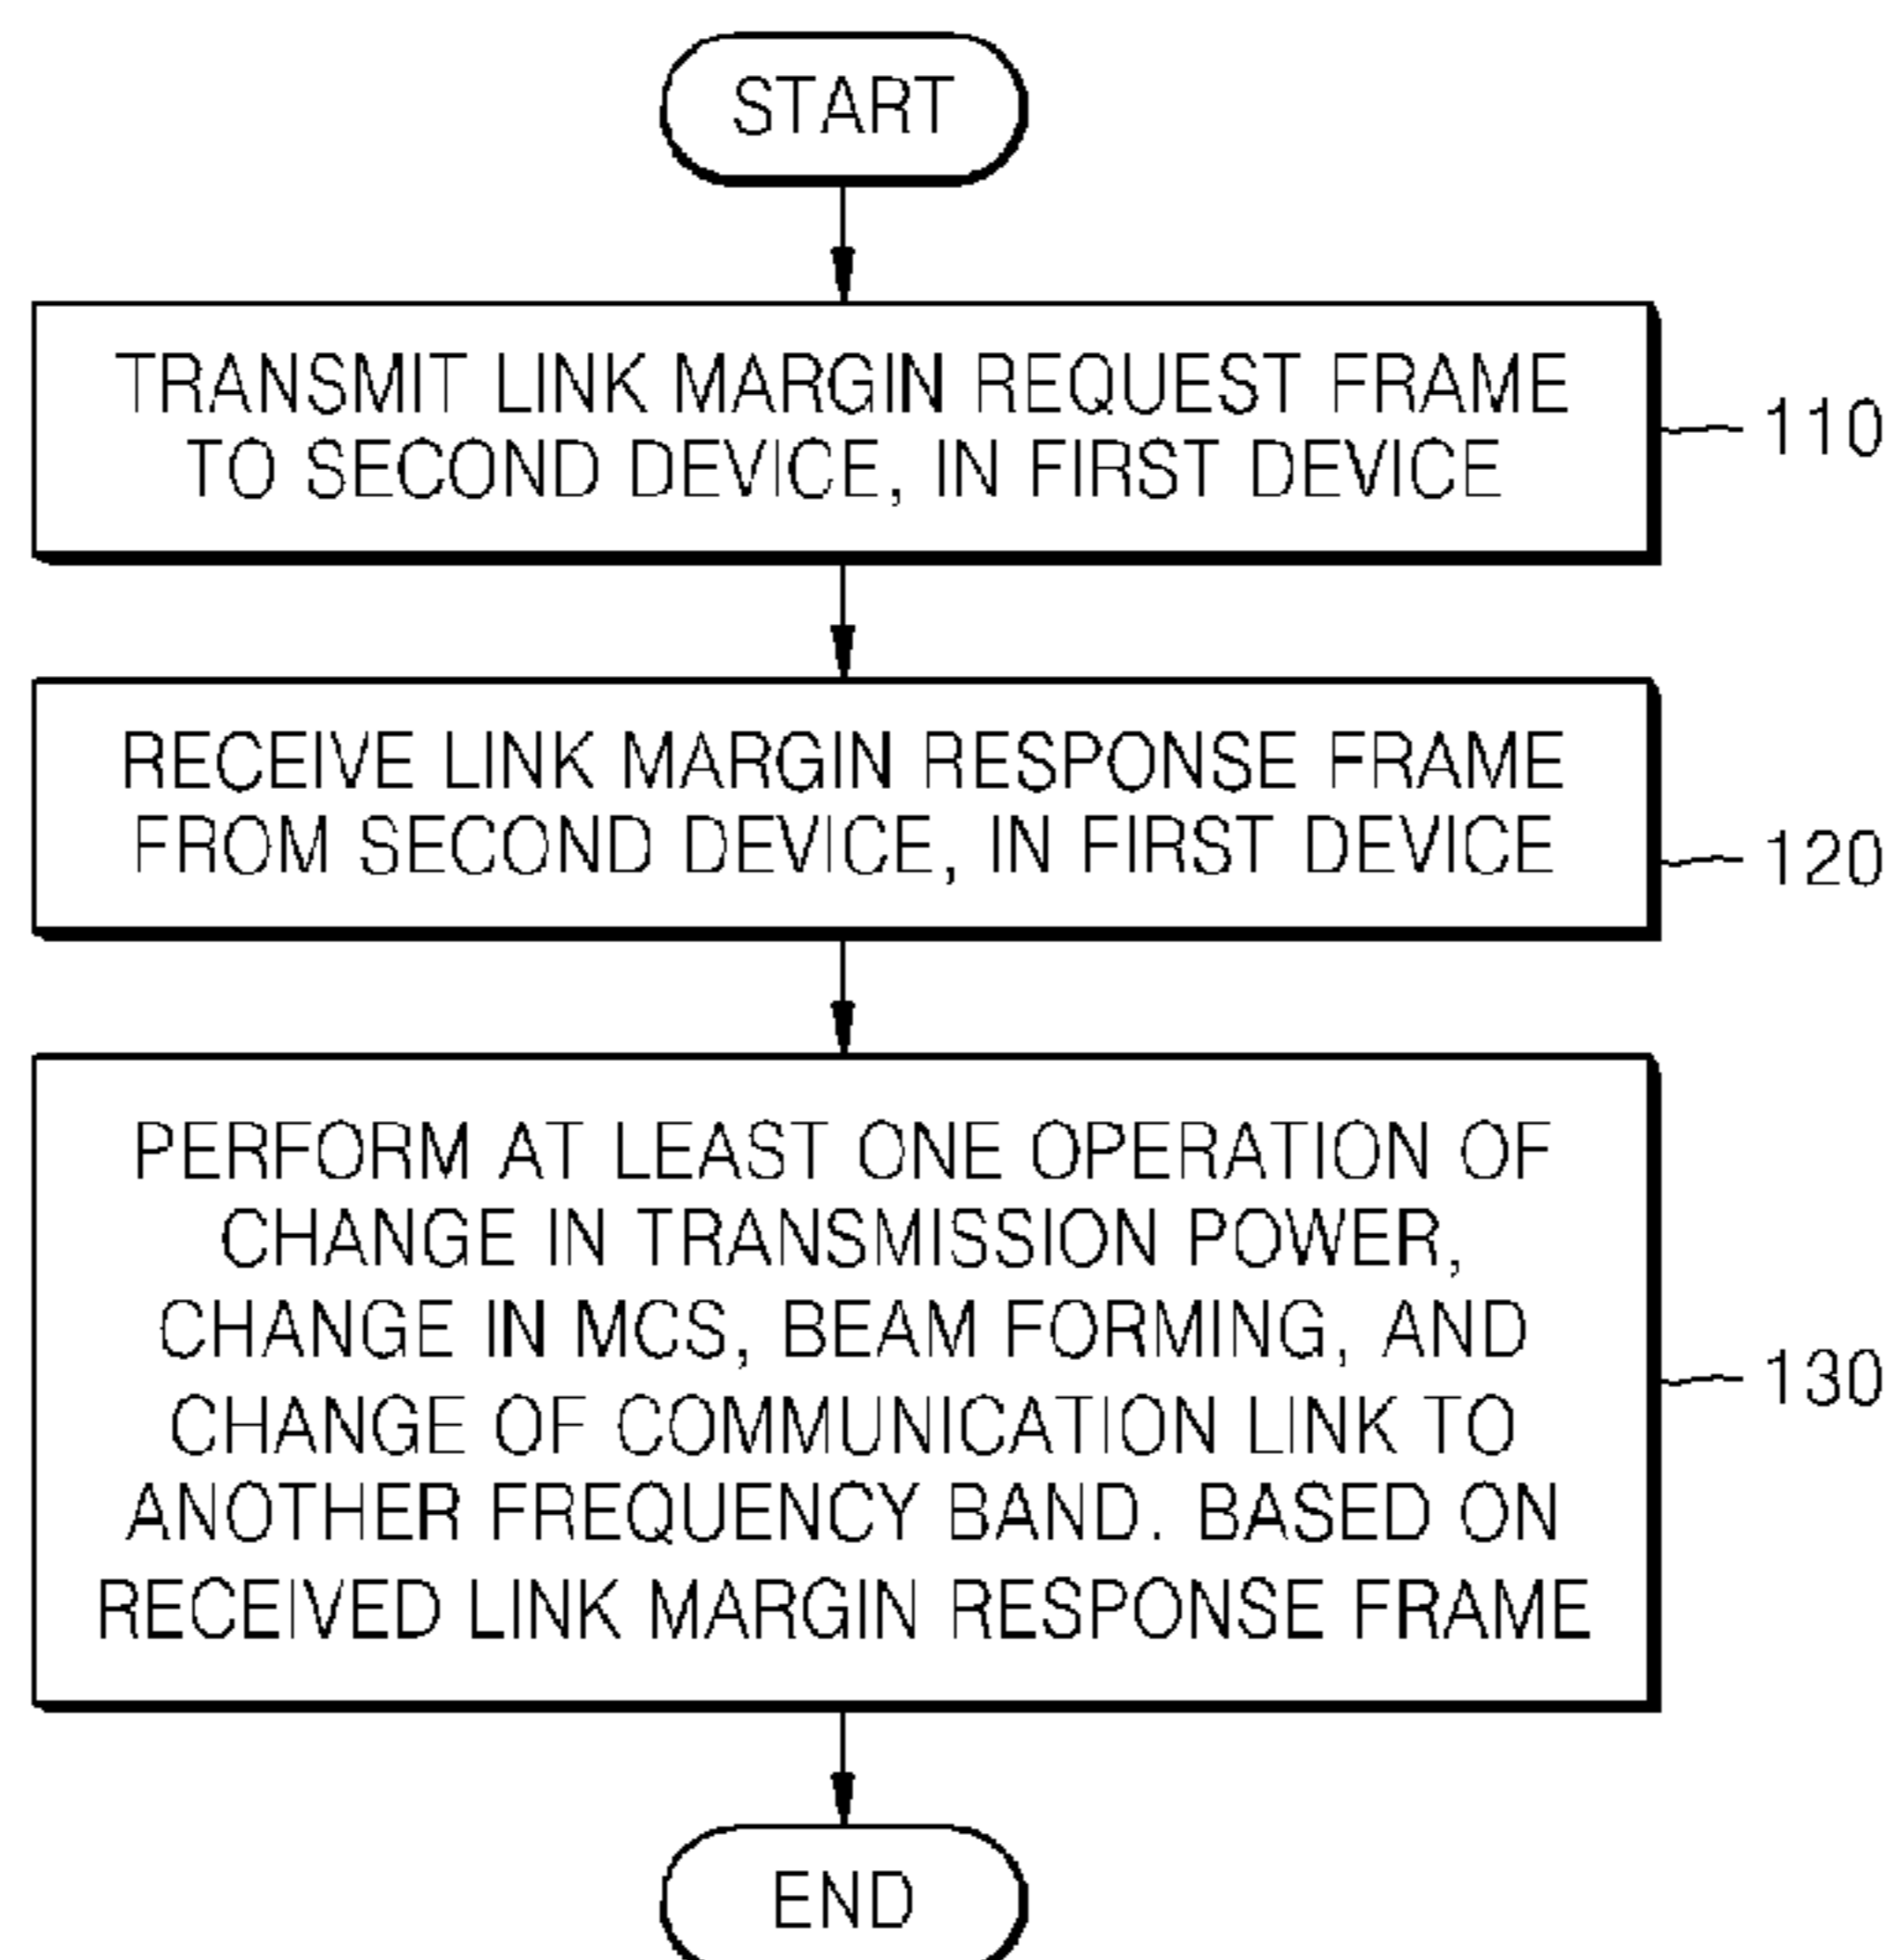 START
TRANSMIT LINK MARGIN REQUEST FRAME
TO SECOND DEVICE, IN FIRST DEVICE
110
RECEIVE LINK MARGIN RESPONSE FRAME
FROM SECOND DEVICE, IN FIRST DEVICE
120
PERFORM AT LEAST ONE OPERATION OF
CHANGE IN TRANSMISSION POWER,
CHANGE IN MCS, BEAM FORMING, AND
CHANGE OF COMMUNICATION LINK TO
ANOTHER FREQUENCY BAND. BASED ON
RECEIVED LINK MARGIN RESPONSE FRAME
130
END